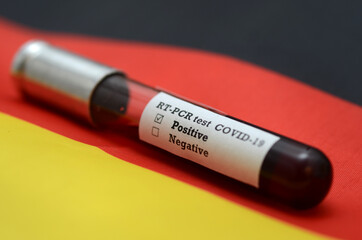 RT-PCR test COVID-19
☑ Positive
☐ Negative